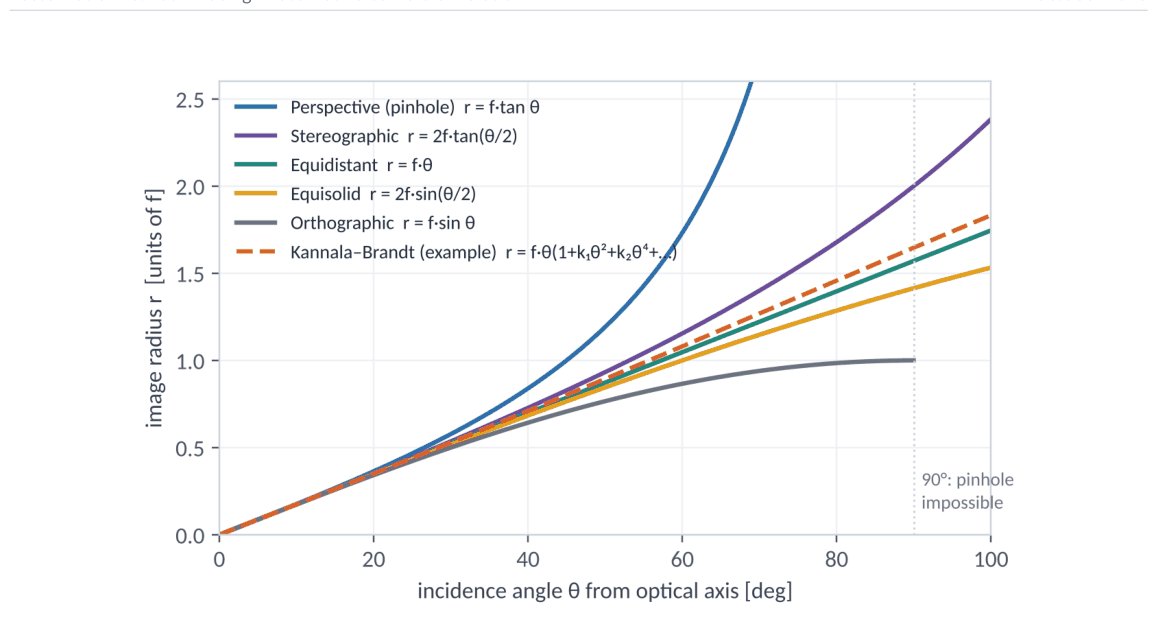 2.5
2.0
1.5
1.0
0.5
0.0
image radius r [units of f]
Perspective (pinhole) r = f·tan θ
Stereographic r = 2f·tan(θ/2)
Equidistant r = f·θ
Equisolid r = 2f·sin(θ/2)
Orthographic r = f·sin θ
Kannala–Brandt (example) r = f·θ(1+k₁θ²+k₂θ⁴+...)
90°: pinhole
impossible
0 20 40 60 80 100
incidence angle θ from optical axis [deg]